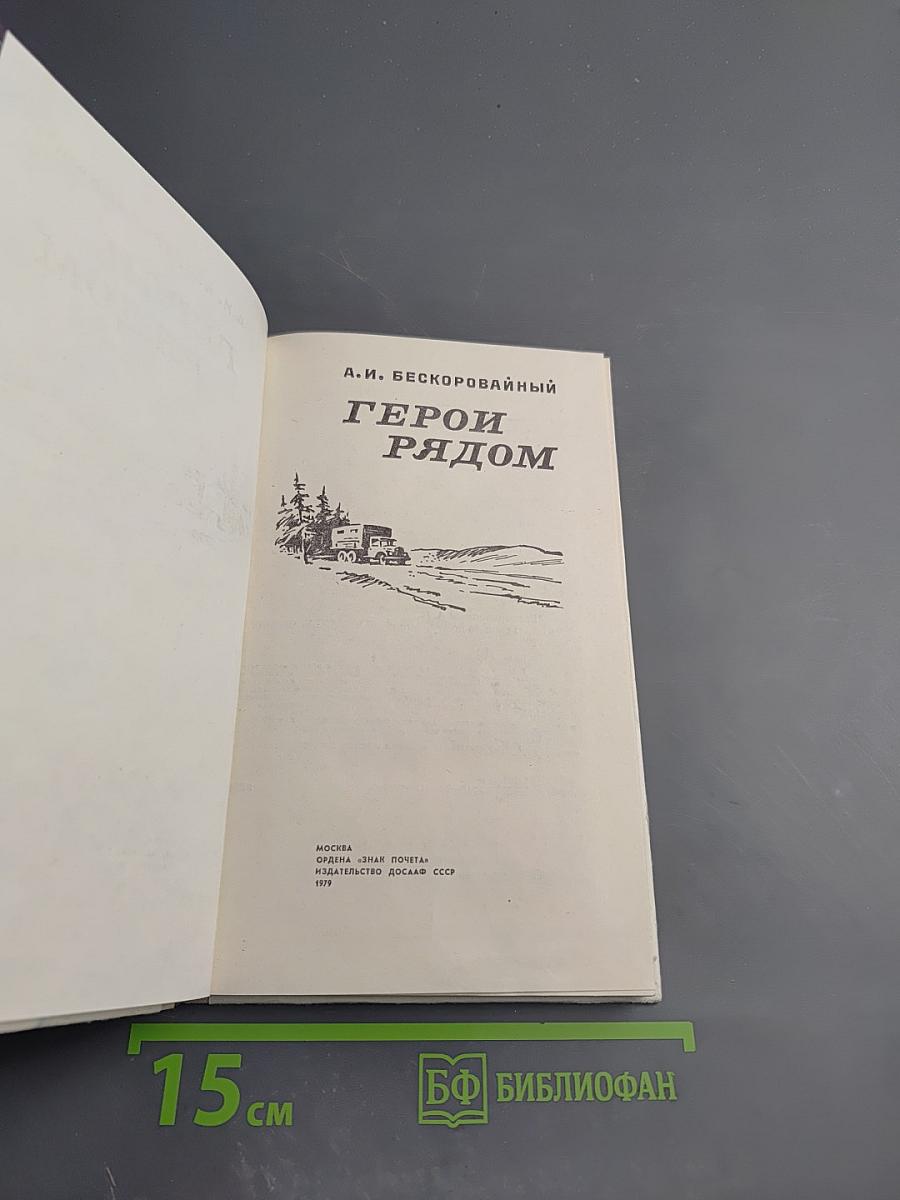 А.И. БЕСКОРОВАЙНЫЙ
ГЕРОИ
РЯДОМ
МОСКВА
ОРДЕНА «ЗНАК ПОЧЕТА»
ИЗДАТЕЛЬСТВО ДОСААФ СССР
1979
15 см
БФ БИБЛИОФАН